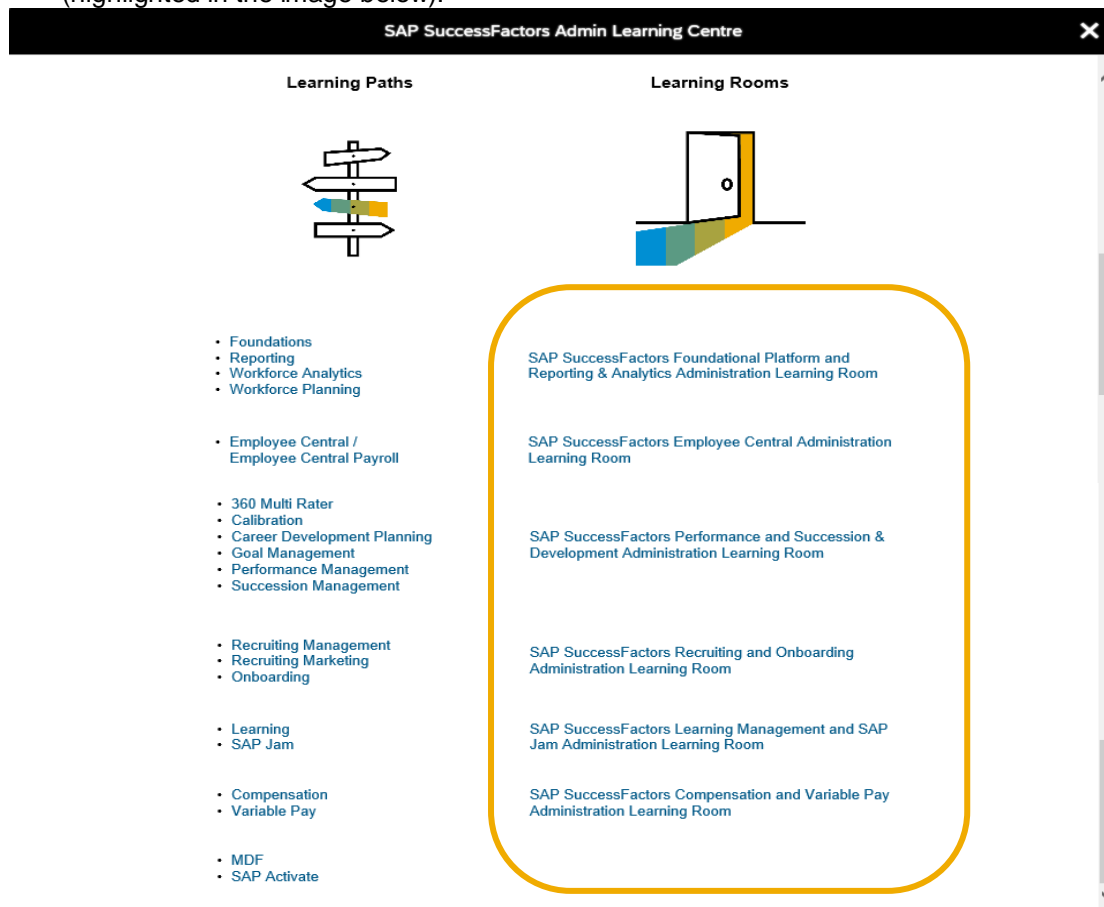 (highlighted in the image below).
SAP SuccessFactors Admin Learning Centre
Learning Paths
Learning Rooms
• Foundations
• Reporting
• Workforce Analytics
• Workforce Planning
SAP SuccessFactors Foundational Platform and
Reporting & Analytics Administration Learning Room
• Employee Central /
Employee Central Payroll
SAP SuccessFactors Employee Central Administration
Learning Room
• 360 Multi Rater
• Calibration
• Career Development Planning
• Goal Management
• Performance Management
• Succession Management
SAP SuccessFactors Performance and Succession &
Development Administration Learning Room
• Recruiting Management
• Recruiting Marketing
• Onboarding
SAP SuccessFactors Recruiting and Onboarding
Administration Learning Room
• Learning
• SAP Jam
SAP SuccessFactors Learning Management and SAP
Jam Administration Learning Room
• Compensation
• Variable Pay
SAP SuccessFactors Compensation and Variable Pay
Administration Learning Room
• MDF
• SAP Activate